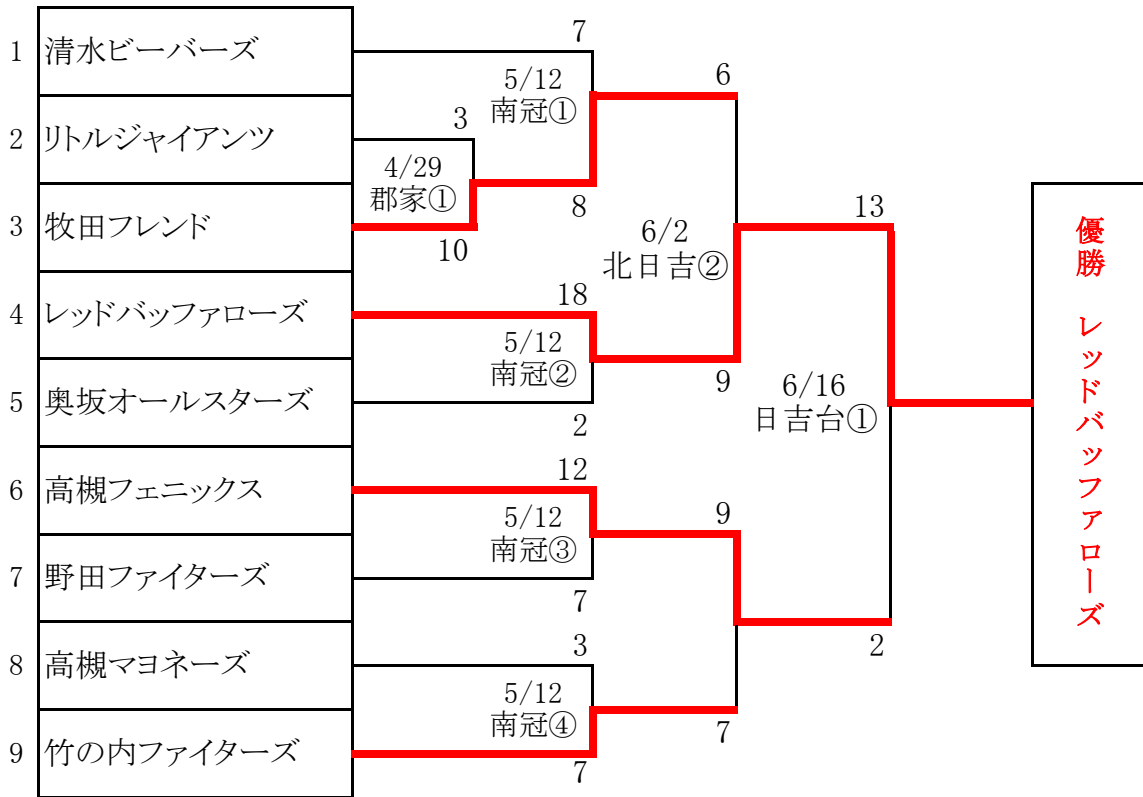 1 清水ビーバーズ
2 リトルジャイアンツ
3 牧田フレンド
4 レッドバッファローズ
5 奥坂オールスターズ
6 高槻フェニックス
7 野田ファイターズ
8 高槻マヨネーズ
9 竹の内ファイターズ
3
4/29
郡家①
10
7
5/12
南冠①
8
18
5/12
南冠②
2
12
5/12
南冠③
7
3
5/12
南冠④
7
6
6/2
北日吉②
9
9
7
13
6/16
日吉台①
2
優勝 レッドバッファローズ